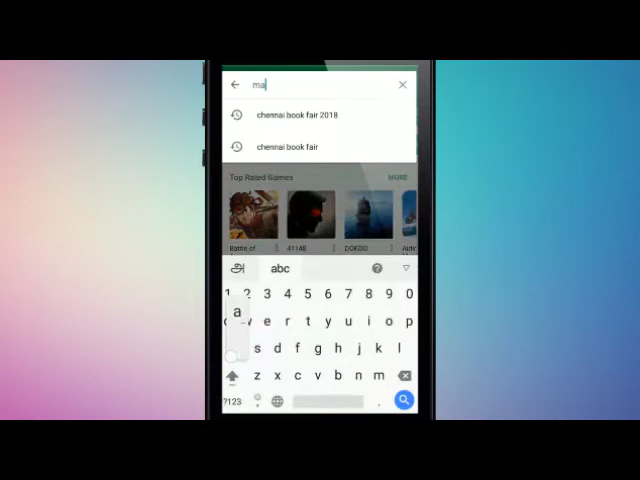 ma
chennai book fair 2018
chennai book fair
Top Rated Games MORE
Battle of 41148 DOKDO
அ abc
1 2 3 4 5 6 7 8 9 0
w e r t y u i o p
a
s d f g h j k l
z x c v b n m
?123 , .